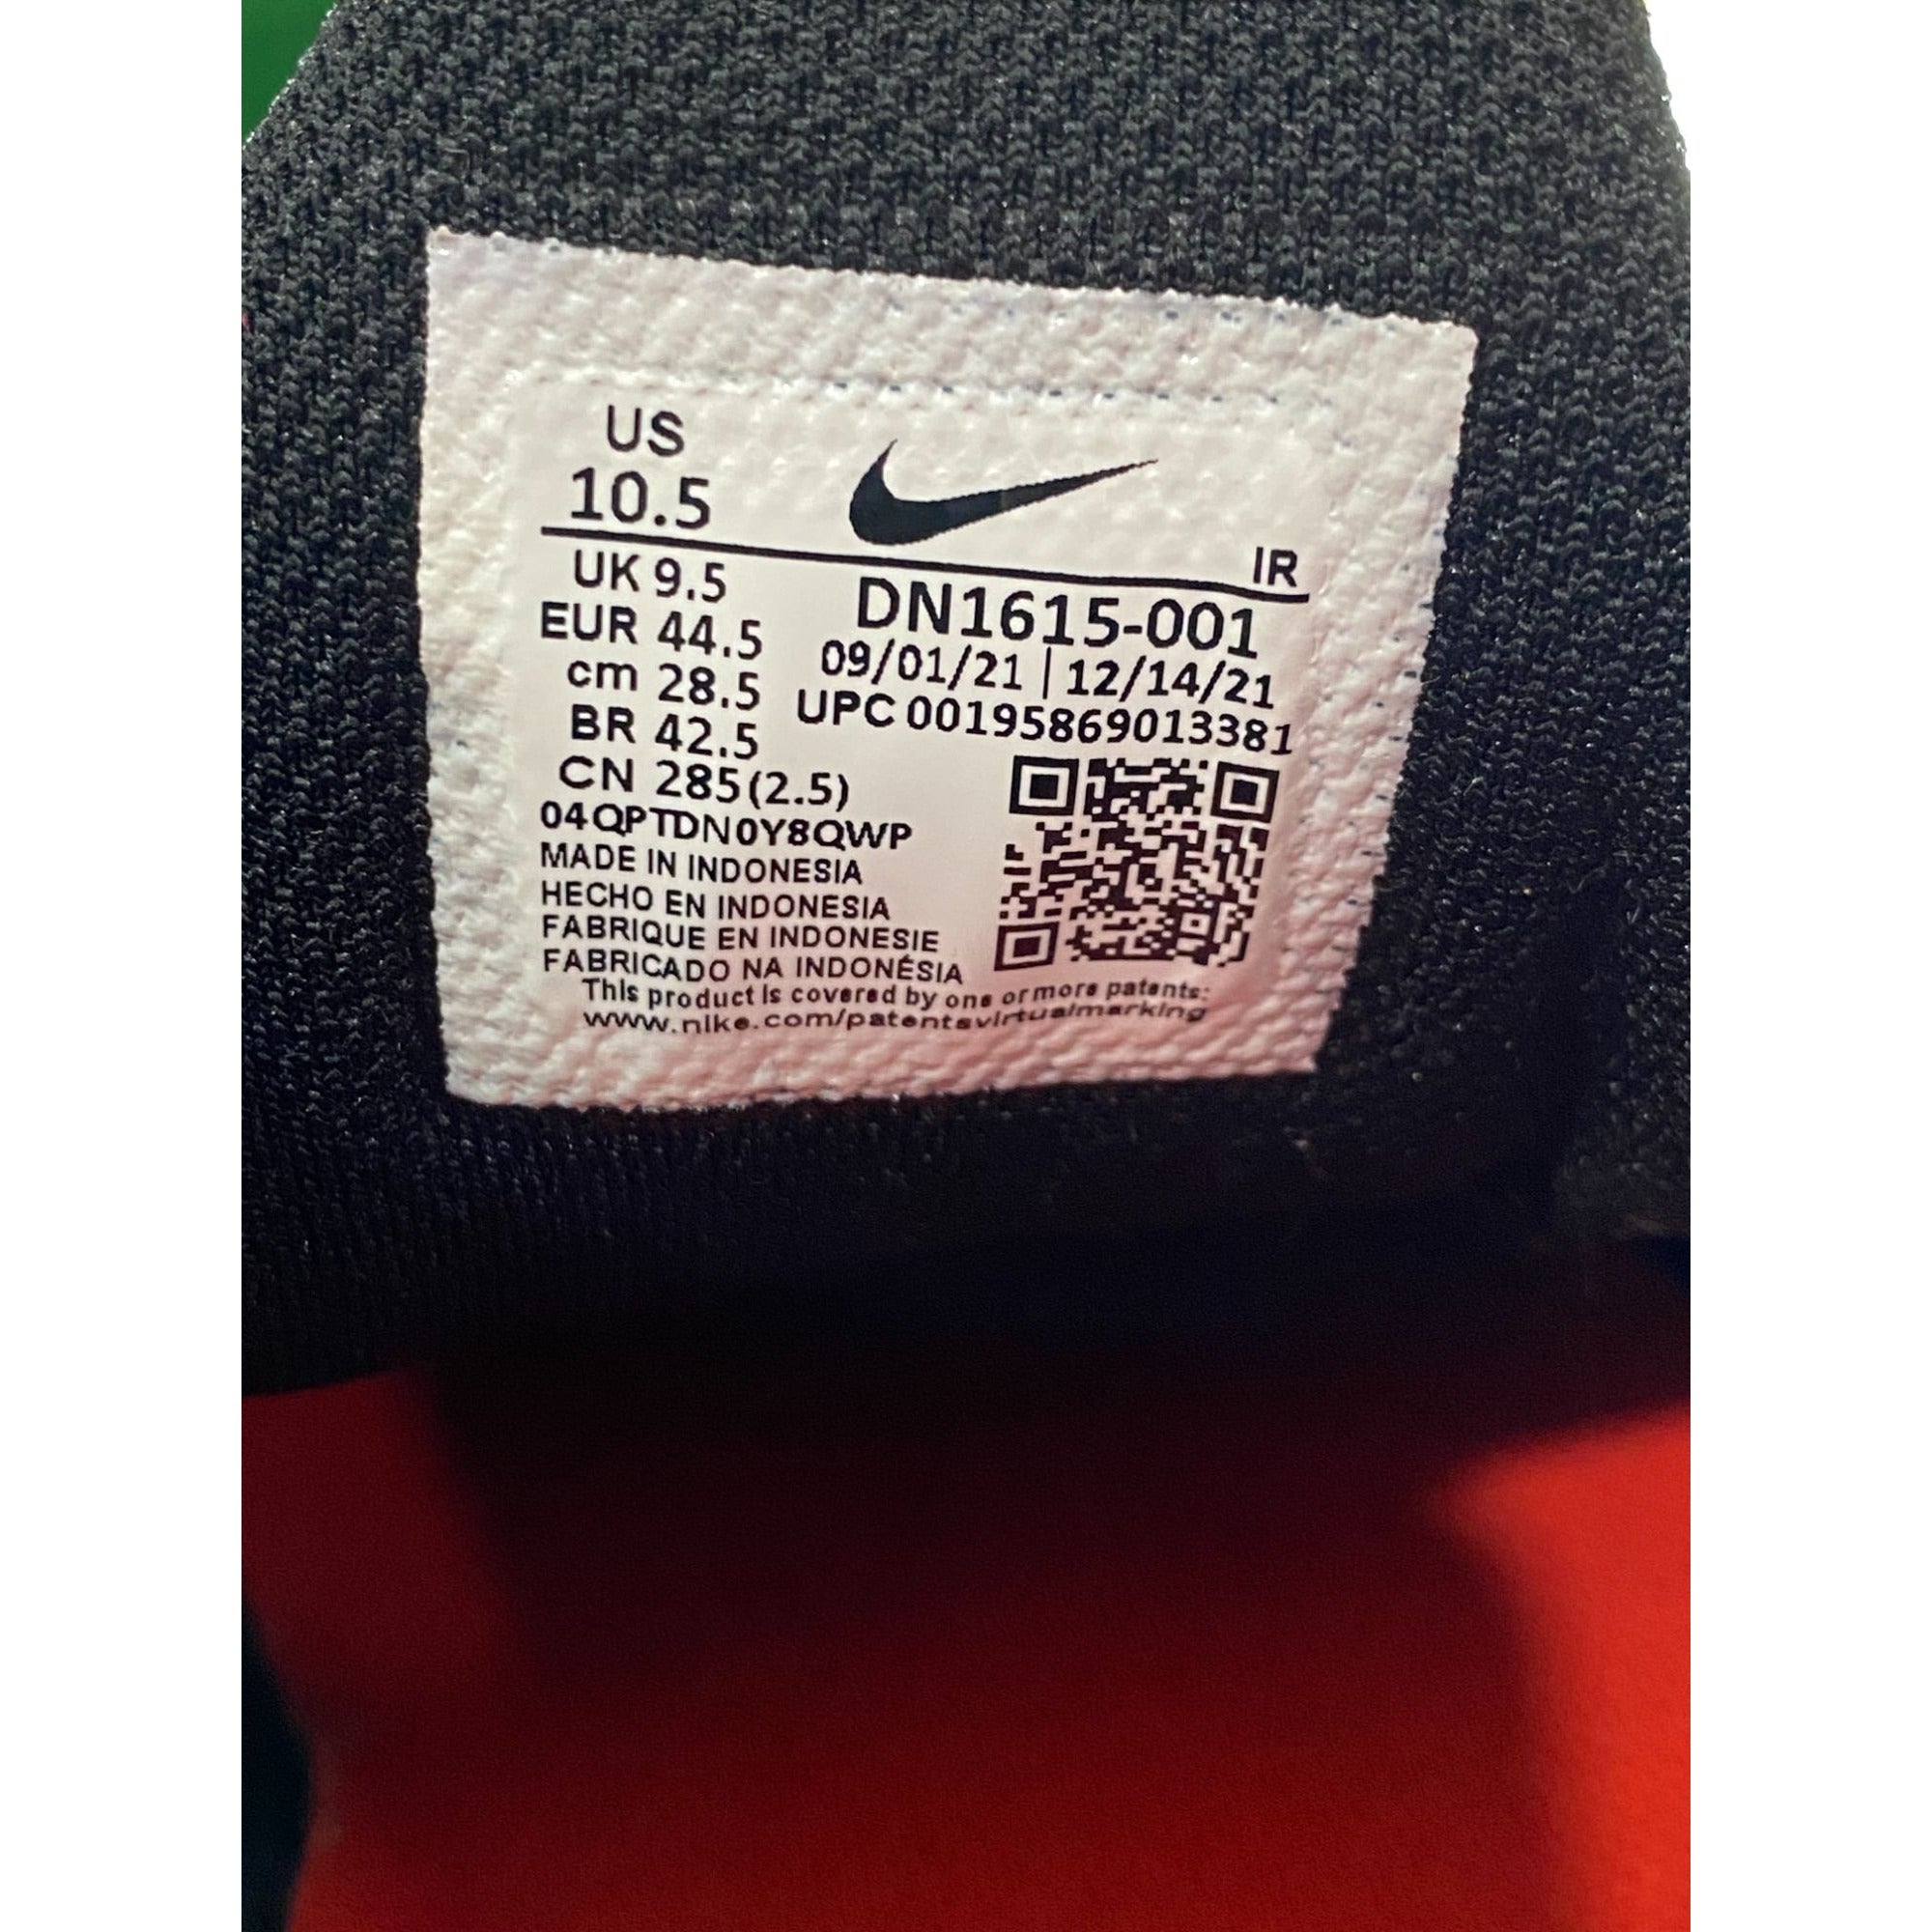 US
10.5
IR
UK 9.5
EUR 44.5
cm 28.5
BR 42.5
CN 285(2.5)
DN1615-001
09/01/21 | 12/14/21
UPC 00195869013381
04QPTDN0Y8QWP
MADE IN INDONESIA
HECHO EN INDONESIA
FABRIQUE EN INDONESIE
FABRICADO NA INDONÉSIA
This product is covered by one or more patents:
www.nike.com/patentsvirtualmarking